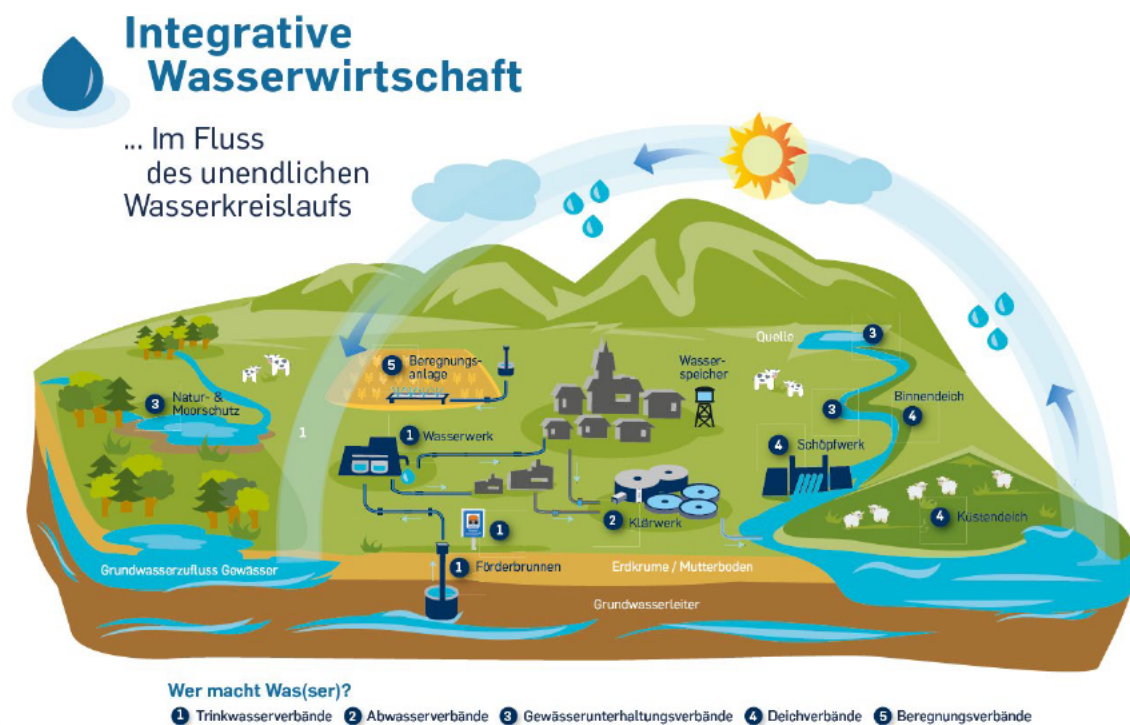 Integrative
Wasserwirtschaft
... Im Fluss
des unendlichen
Wasserkreislaufs
Quelle
3
5 Beregnungs-
anlage
Wasser-
speicher
Binnendeich
4
3 Natur- &
Moorschutz
3
1
1 Wasserwerk
4 Schöpfwerk
4 Küstendeich
2 Klärwerk
1
1 Förderbrunnen
Erdkrume / Mutterboden
Grundwasserzufluss Gewässer
Grundwasserleiter
Wer macht Was(ser)?
1 Trinkwasserverbände 2 Abwasserverbände 3 Gewässerunterhaltungsverbände 4 Deichverbände 5 Beregnungsverbände